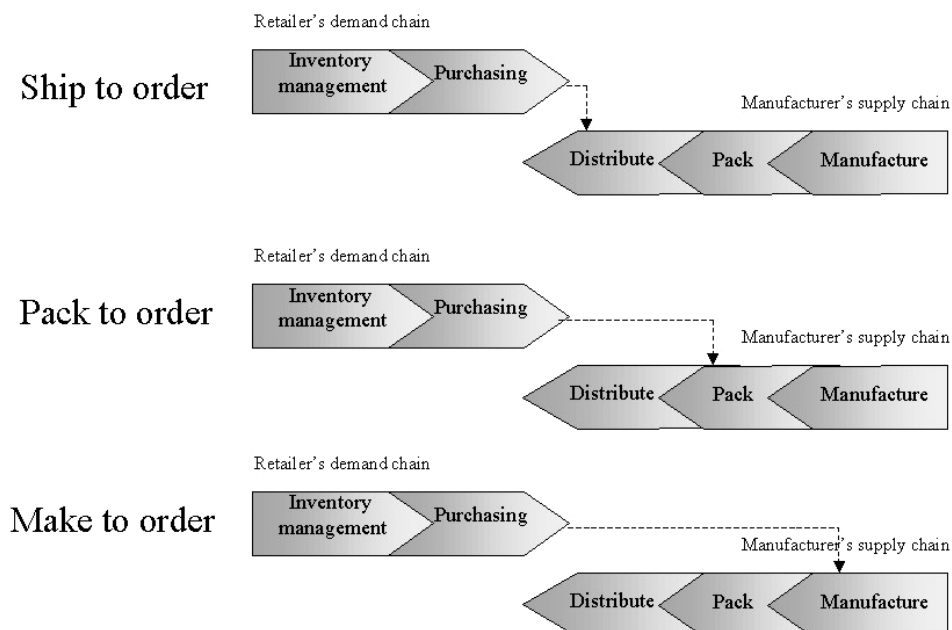 Retailer's demand chain
Ship to order
Inventory
management
Purchasing
Manufacturer's supply chain
Distribute
Pack
Manufacture
Retailer's demand chain
Pack to order
Inventory
management
Purchasing
Manufacturer's supply chain
Distribute
Pack
Manufacture
Retailer's demand chain
Make to order
Inventory
management
Purchasing
Manufacturer's supply chain
Distribute
Pack
Manufacture